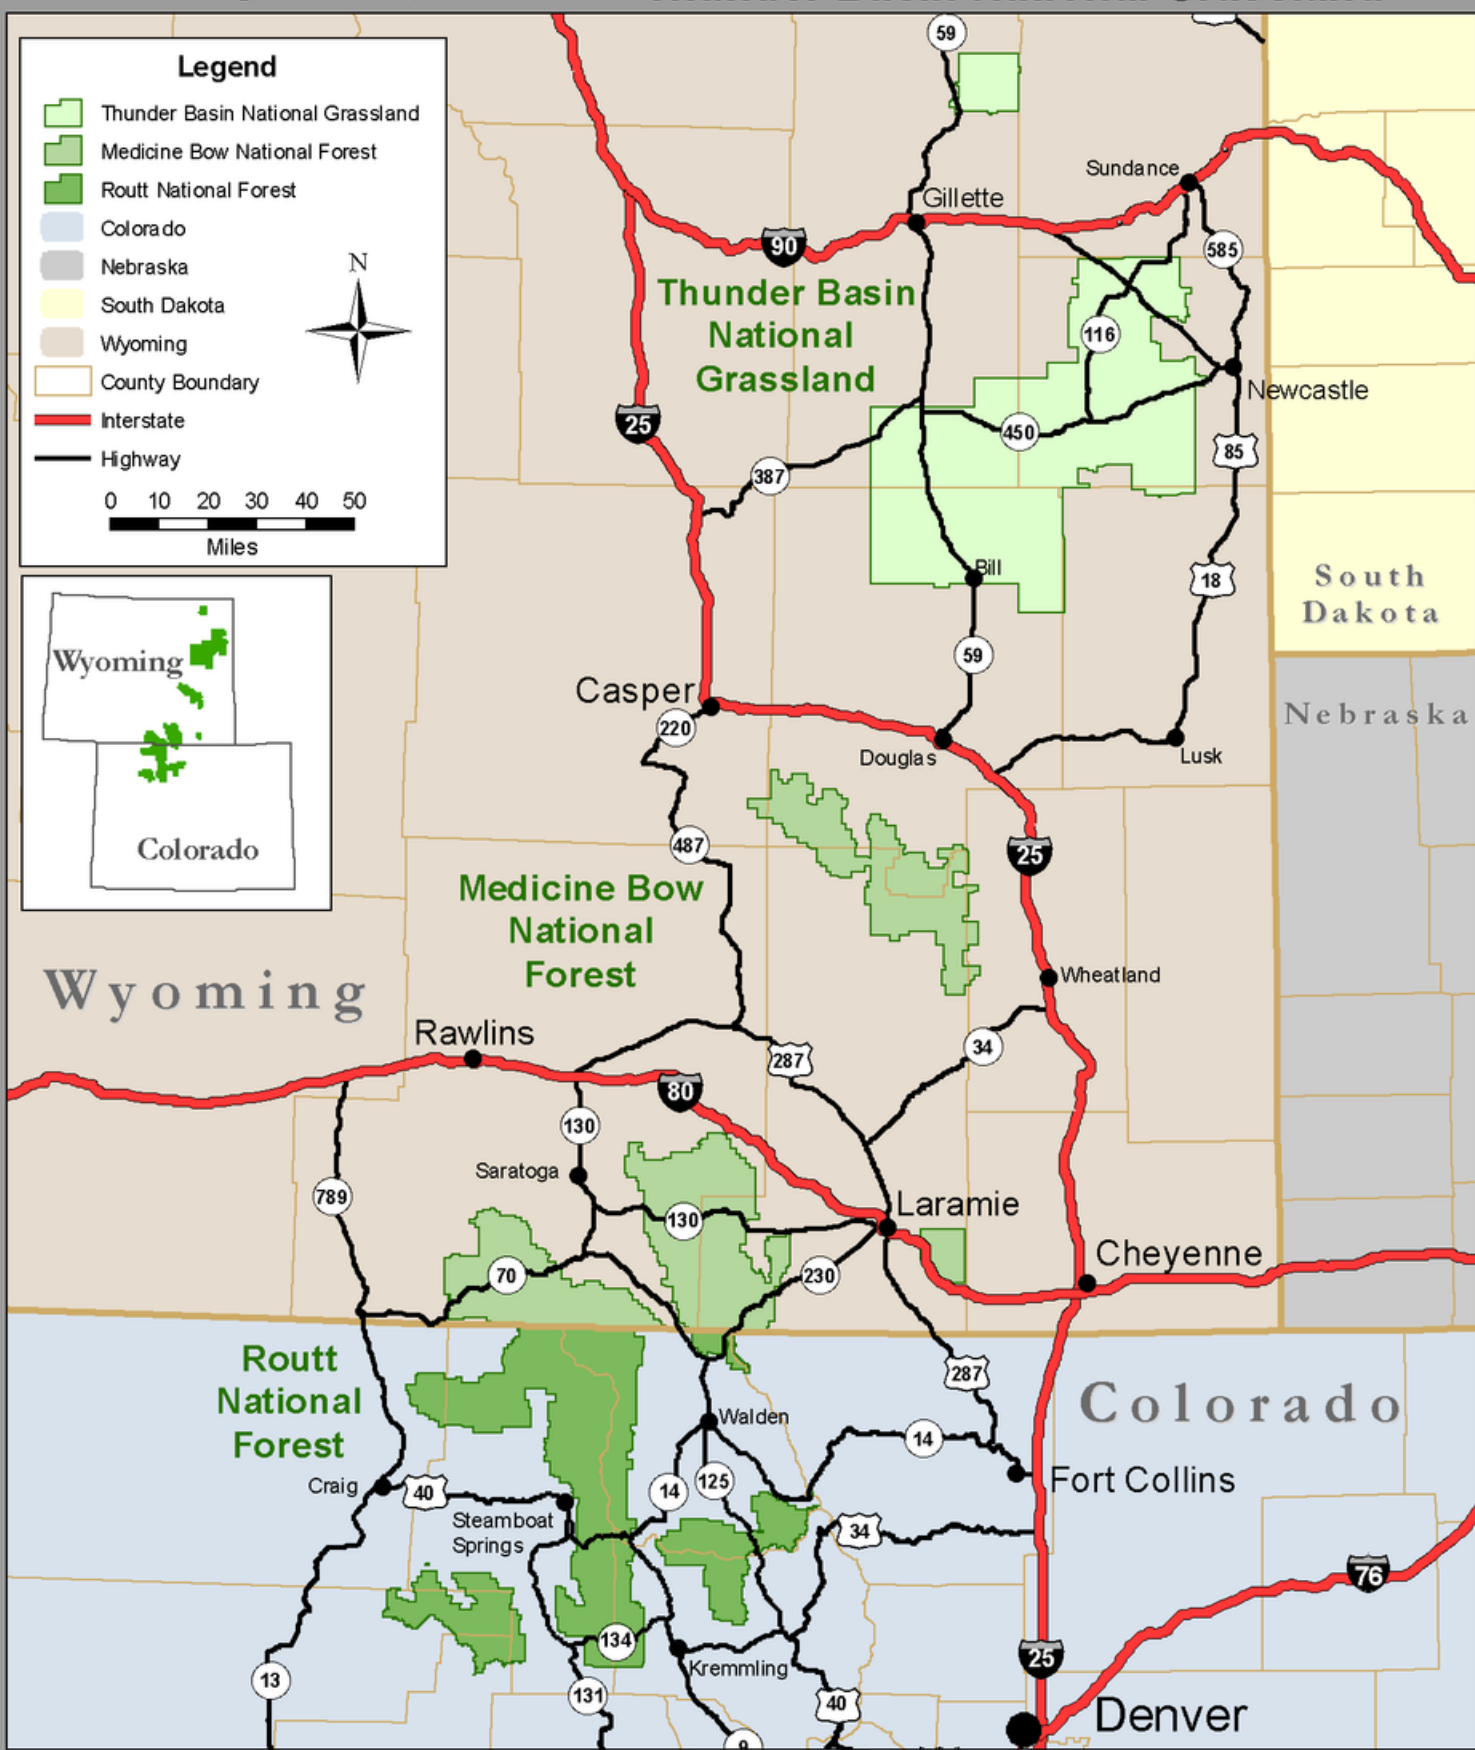 Legend
Thunder Basin National Grassland
Medicine Bow National Forest
Routt National Forest
Colorado
Nebraska
South Dakota
Wyoming
County Boundary
Interstate
Highway
N
0 10 20 30 40 50
Miles
Wyoming
Colorado
59
Sundance
Gillette
90
585
Thunder Basin
National
Grassland
116
Newcastle
25
450
85
387
Bill
18
South
Dakota
59
Casper
220
Nebraska
Douglas
Lusk
487
25
Medicine Bow
National
Forest
Wheatland
Wyoming
Rawlins
34
287
80
130
Saratoga
789
130
Laramie
Cheyenne
70
230
Routt
National
Forest
287
Colorado
Walden
14
Craig
40
14
125
Fort Collins
Steamboat
Springs
34
76
134
25
Kremmling
13
131
40
Denver
9